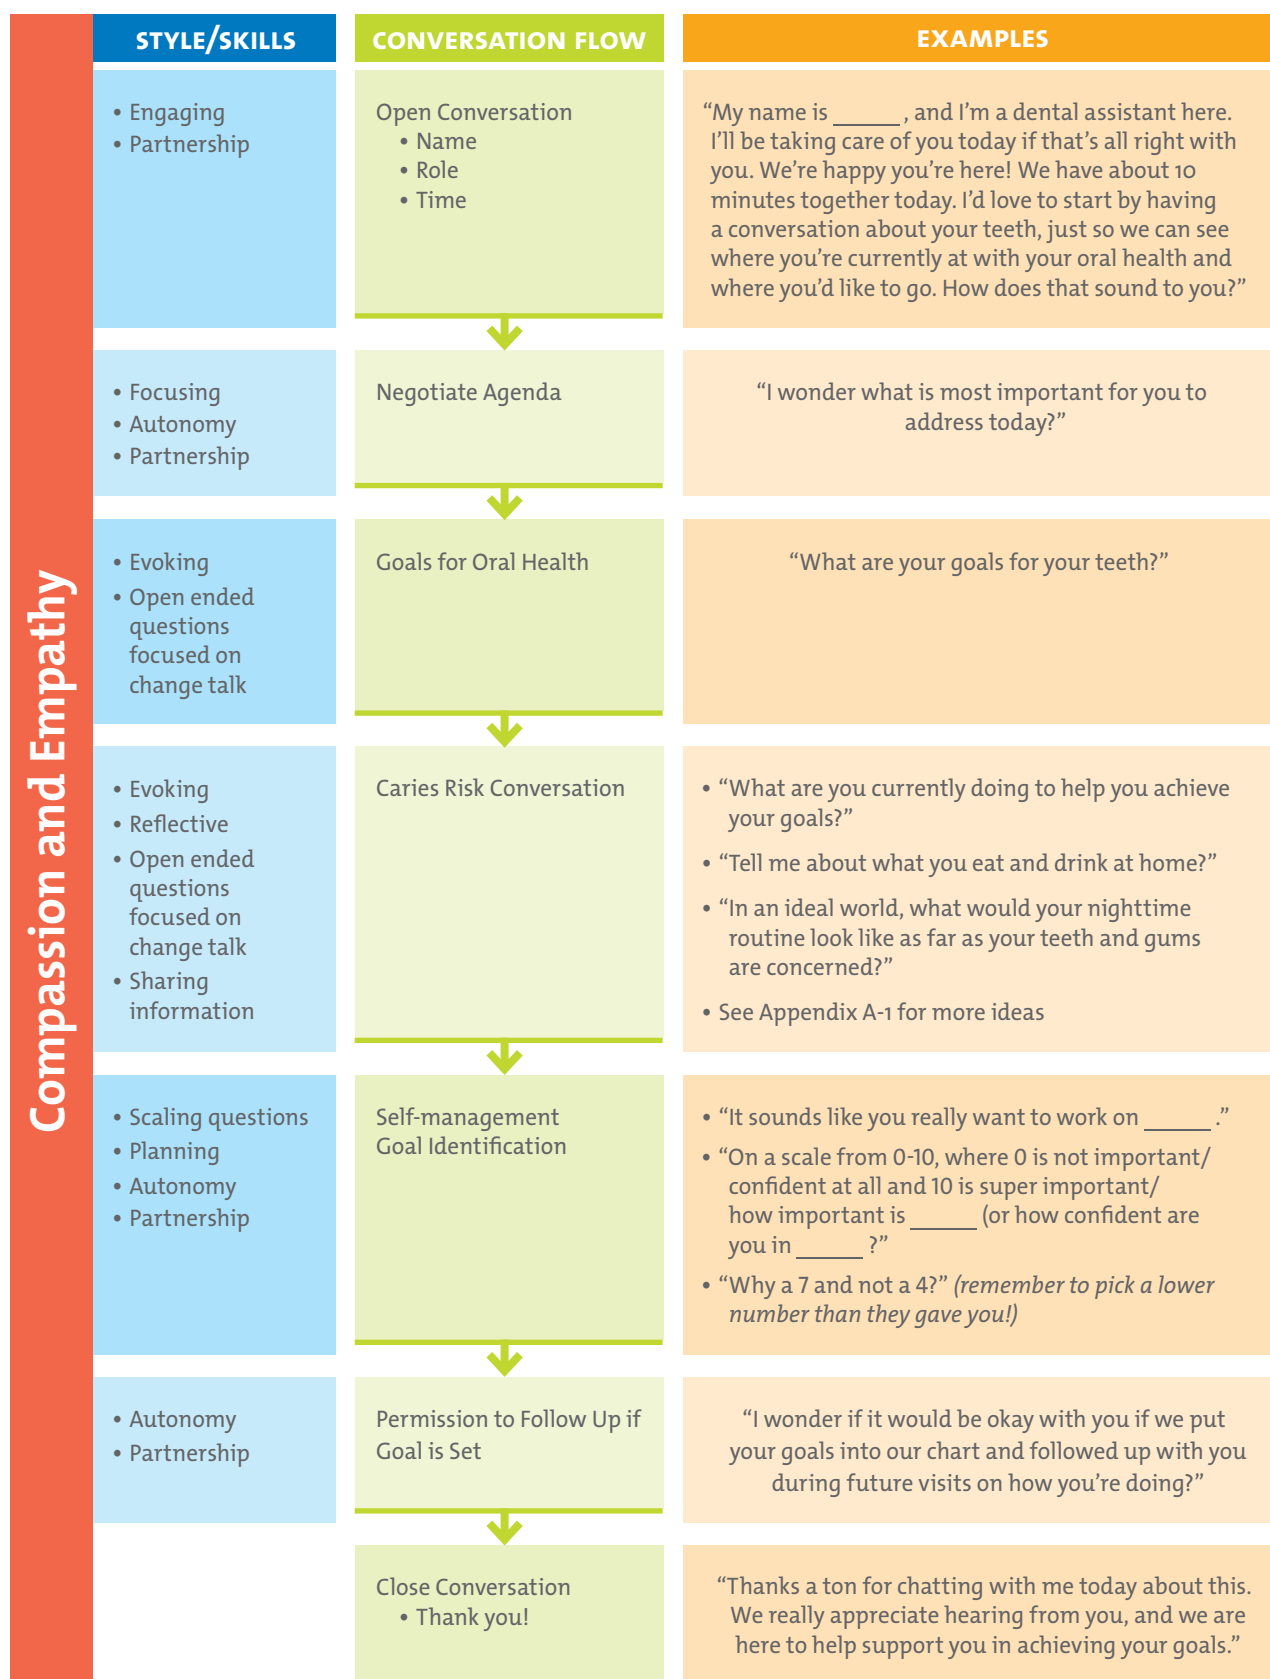 Compassion and Empathy
STYLE/SKILLS
CONVERSATION FLOW
EXAMPLES
• Engaging
• Partnership
Open Conversation
• Name
• Role
• Time
“My name is ______ , and I’m a dental assistant here.
I’ll be taking care of you today if that’s all right with
you. We’re happy you’re here! We have about 10
minutes together today. I’d love to start by having
a conversation about your teeth, just so we can see
where you’re currently at with your oral health and
where you’d like to go. How does that sound to you?”
• Focusing
• Autonomy
• Partnership
Negotiate Agenda
“I wonder what is most important for you to
address today?”
• Evoking
• Open ended
questions
focused on
change talk
Goals for Oral Health
“What are your goals for your teeth?”
• Evoking
• Reflective
• Open ended
questions
focused on
change talk
• Sharing
information
Caries Risk Conversation
• “What are you currently doing to help you achieve
your goals?”
• “Tell me about what you eat and drink at home?”
• “In an ideal world, what would your nighttime
routine look like as far as your teeth and gums
are concerned?”
• See Appendix A-1 for more ideas
• Scaling questions
• Planning
• Autonomy
• Partnership
Self-management
Goal Identification
• “It sounds like you really want to work on ______ .”
• “On a scale from 0-10, where 0 is not important/
confident at all and 10 is super important/
how important is ______ (or how confident are
you in ______ ?”
• “Why a 7 and not a 4?” (remember to pick a lower
number than they gave you!)
• Autonomy
• Partnership
Permission to Follow Up if
Goal is Set
“I wonder if it would be okay with you if we put
your goals into our chart and followed up with you
during future visits on how you’re doing?”
Close Conversation
• Thank you!
“Thanks a ton for chatting with me today about this.
We really appreciate hearing from you, and we are
here to help support you in achieving your goals.”